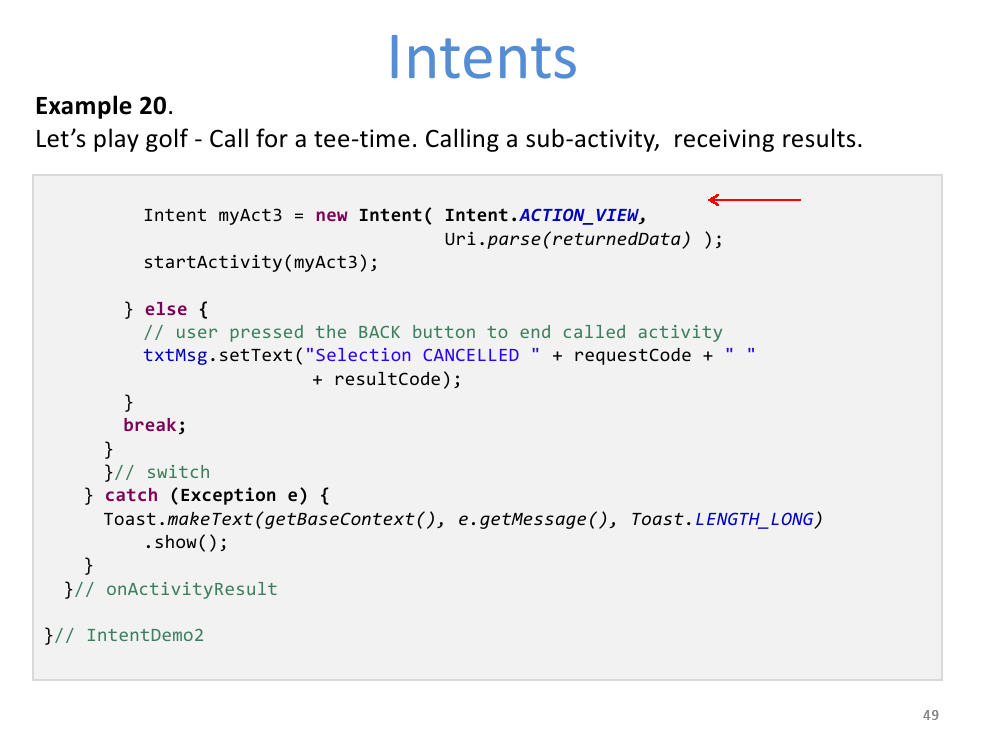 Intents
Example 20.
Let’s play golf - Call for a tee-time. Calling a sub-activity,  receiving results.
Intent myAct3 = new Intent( Intent.ACTION_VIEW,
Uri.parse(returnedData) );
startActivity(myAct3);
} else {
// user pressed the BACK button to end called activity
txtMsg.setText("Selection CANCELLED " + requestCode + " "
+ resultCode);
}
break;
}
}// switch
} catch (Exception e) {
Toast.makeText(getBaseContext(), e.getMessage(), Toast.LENGTH_LONG)
.show();
}
}// onActivityResult
}// IntentDemo2
49